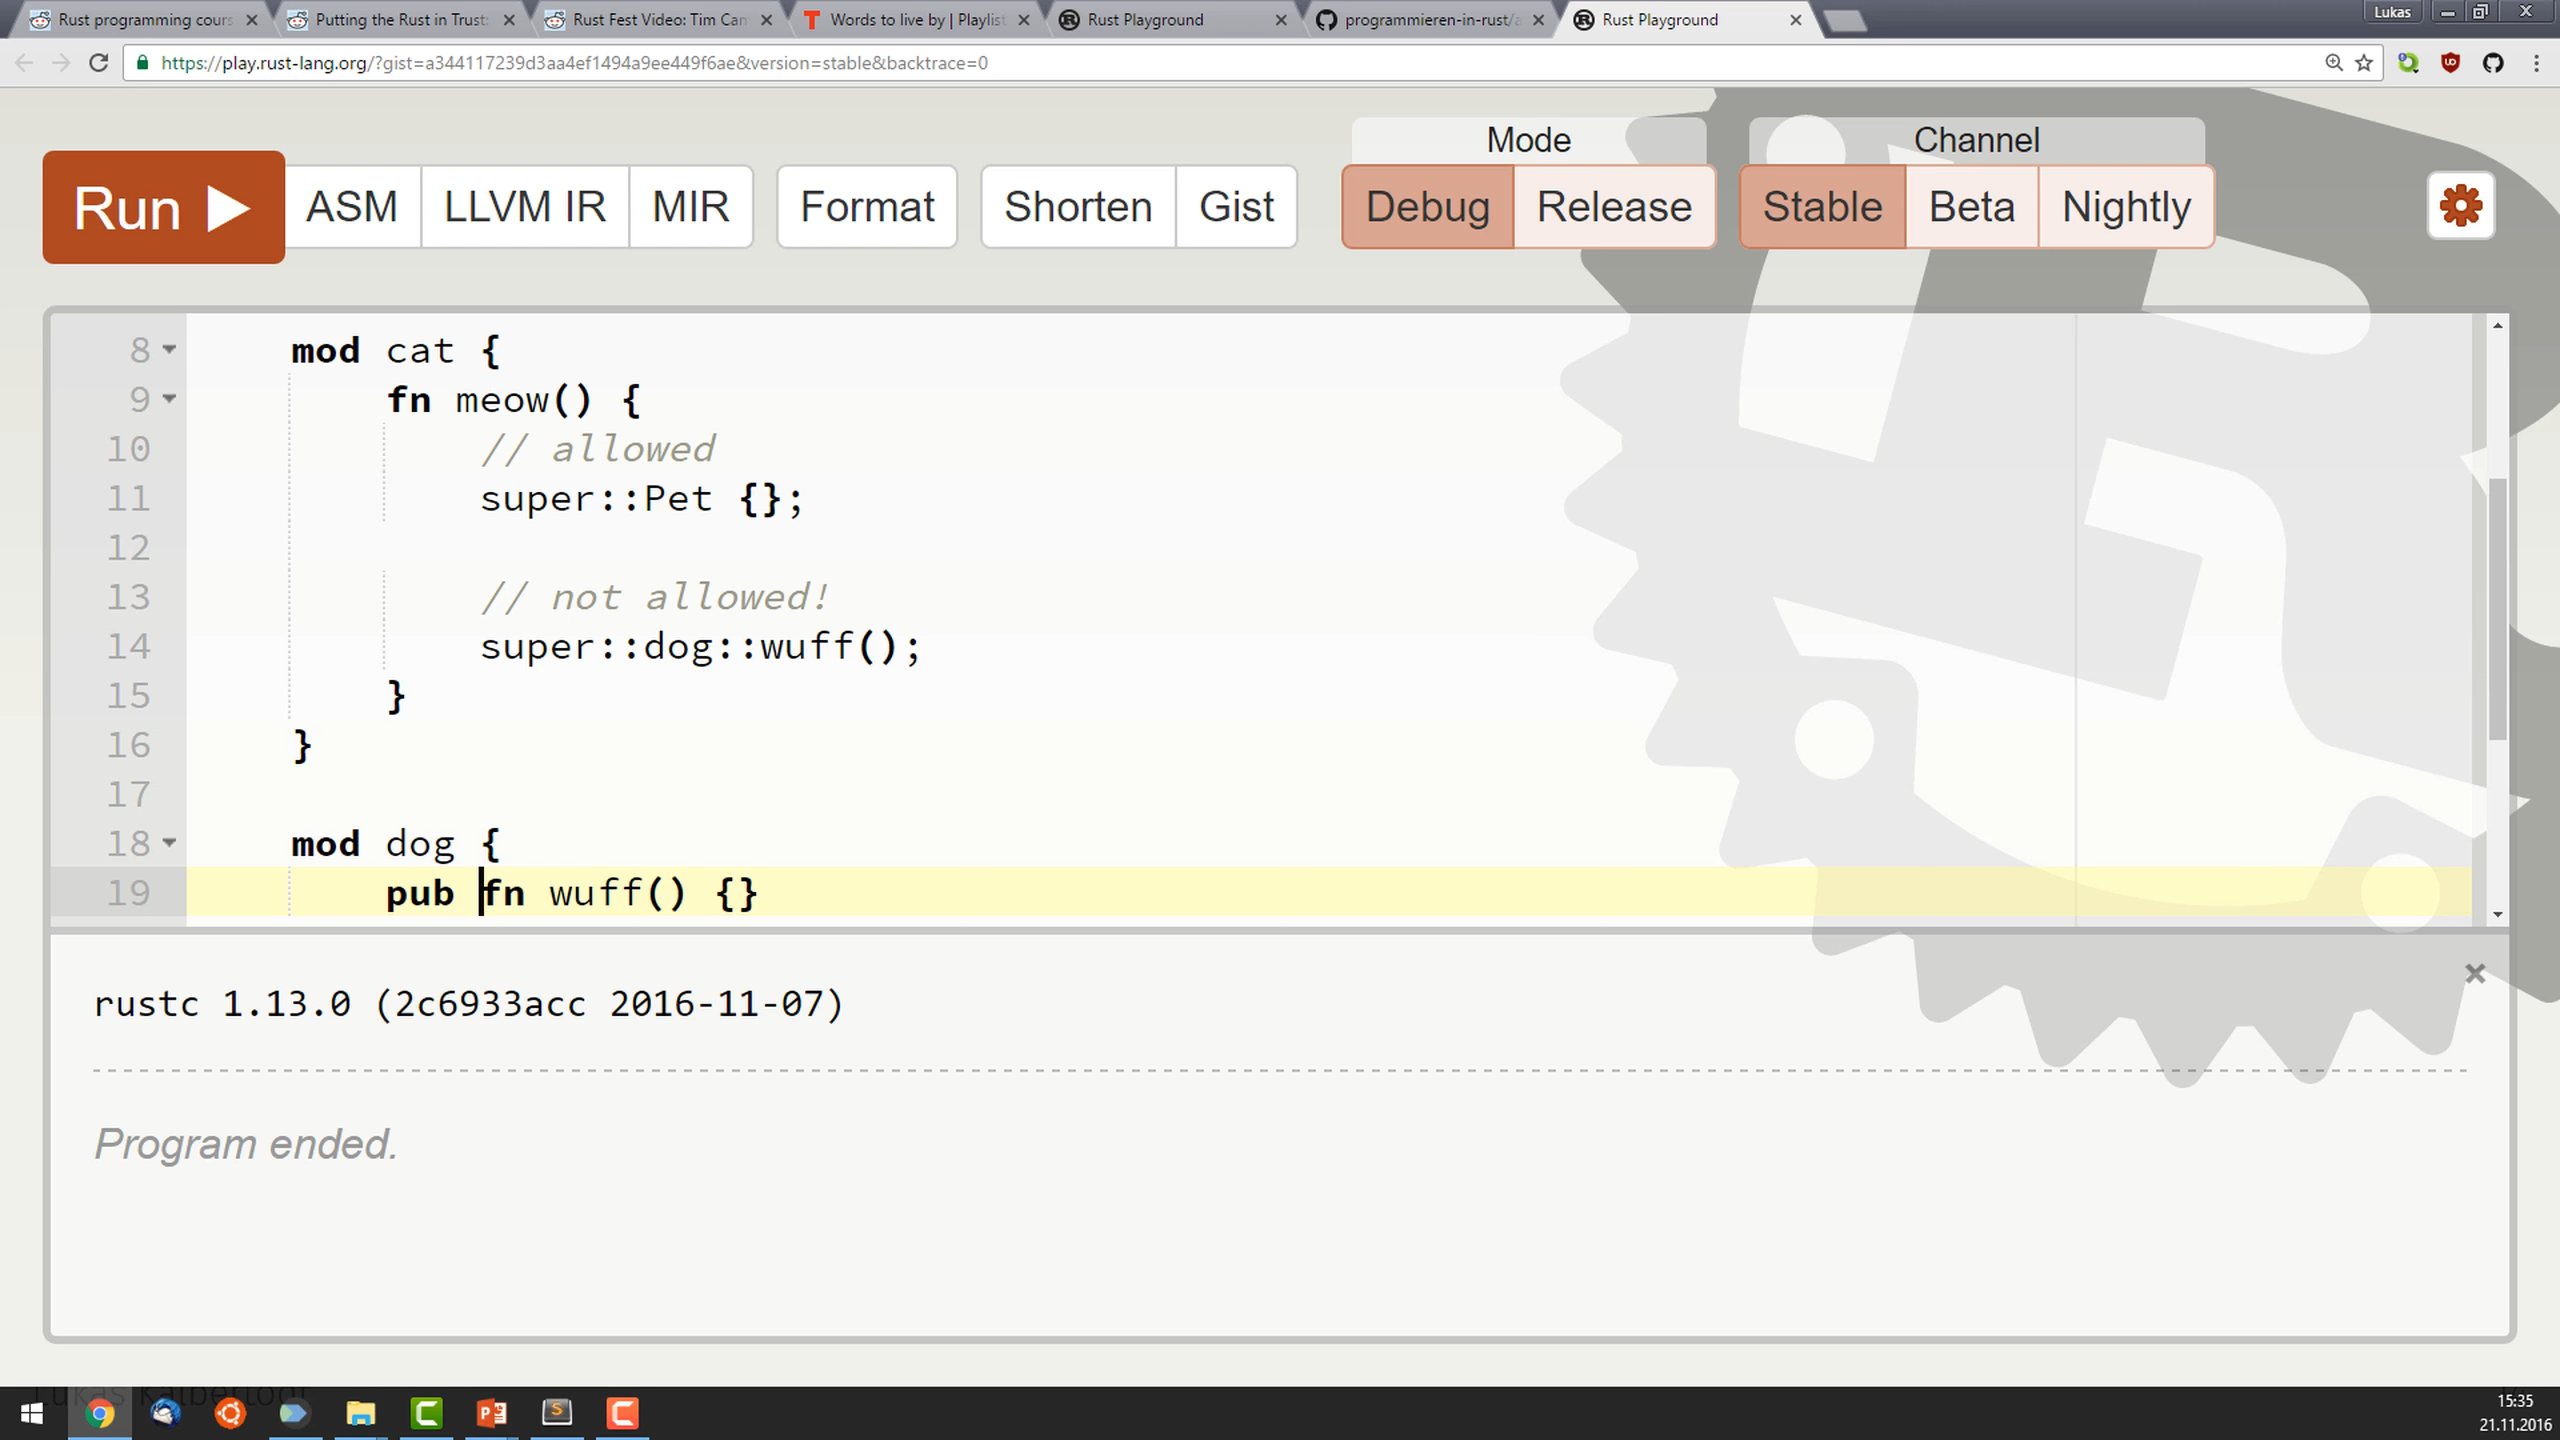 Rust programming cours
Putting the Rust in Trust:
Rust Fest Video: Tim Can
Words to live by | Playlist
Rust Playground
programmieren-in-rust/a
Rust Playground
Lukas
https://play.rust-lang.org/?gist=a344117239d3aa4ef1494a9ee449f6ae&version=stable&backtrace=0
Mode
Channel
Run ASM LLVM IR MIR Format Shorten Gist Debug Release Stable Beta Nightly
8 mod cat {
9 fn meow() {
10 // allowed
11 super::Pet {};
12
13 // not allowed!
14 super::dog::wuff();
15 }
16 }
17
18 mod dog {
19 pub fn wuff() {}
rustc 1.13.0 (2c6933acc 2016-11-07)
Program ended.
15:35
21.11.2016